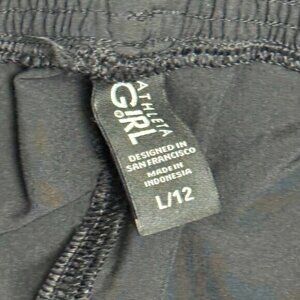 ATHLETA
GIRL
DESIGNED IN
SAN FRANCISCO
MADE IN
INDONESIA
L/12